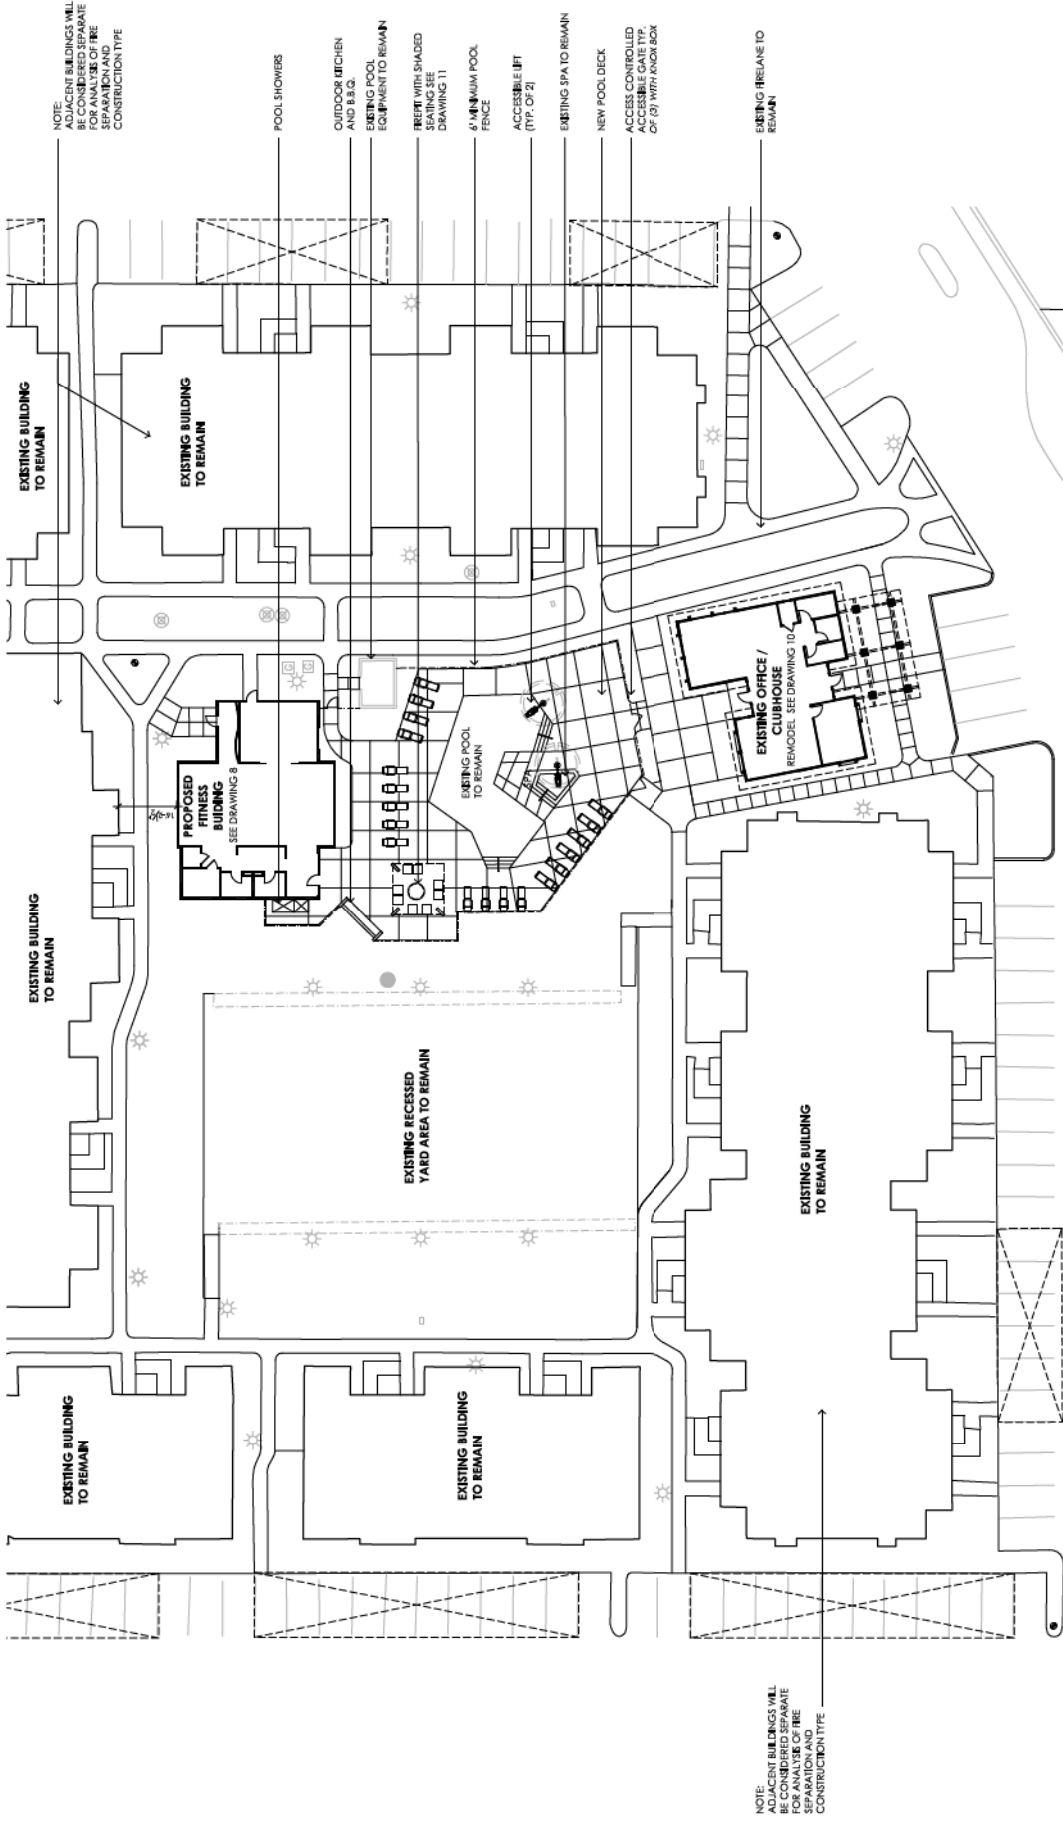 NOTE:
ADJACENT BUILDINGS WILL
BE CONSIDERED SEPARATE
FOR ANALYSIS OF FIRE
SEPARATION AND
CONSTRUCTION TYPE
POOL SHOWERS
OUTDOOR KITCHEN
AND B.B.Q.
EXISTING POOL
EQUIPMENT TO REMAIN
FIREPIT WITH SHADED
SEATING SEE
DRAWING 11
6' MINIMUM POOL
FENCE
ACCESSIBLE LIFT
(TYP. OF 2)
EXISTING SPA TO REMAIN
NEW POOL DECK
ACCESS CONTROLLED
ACCESSIBLE GATE TYP.
OF (3) WITH KNOX BOX
EXISTING FIRELANE TO
REMAIN
EXISTING BUILDING
TO REMAIN
EXISTING BUILDING
TO REMAIN
PROPOSED
FITNESS
BUIDING
SEE DRAWING 8
EXISTING POOL
TO REMAIN
SPA
EXISTING OFFICE /
CLUBHOUSE
REMODEL SEE DRAWING 10
EXISTING BUILDING
TO REMAIN
EXISTING RECESSED
YARD AREA TO REMAIN
EXISTING BUILDING
TO REMAIN
EXISTING BUILDING
TO REMAIN
EXISTING BUILDING
TO REMAIN
NOTE:
ADJACENT BUILDINGS WILL
BE CONSIDERED SEPARATE
FOR ANALYSIS OF FIRE
SEPARATION AND
CONSTRUCTION TYPE